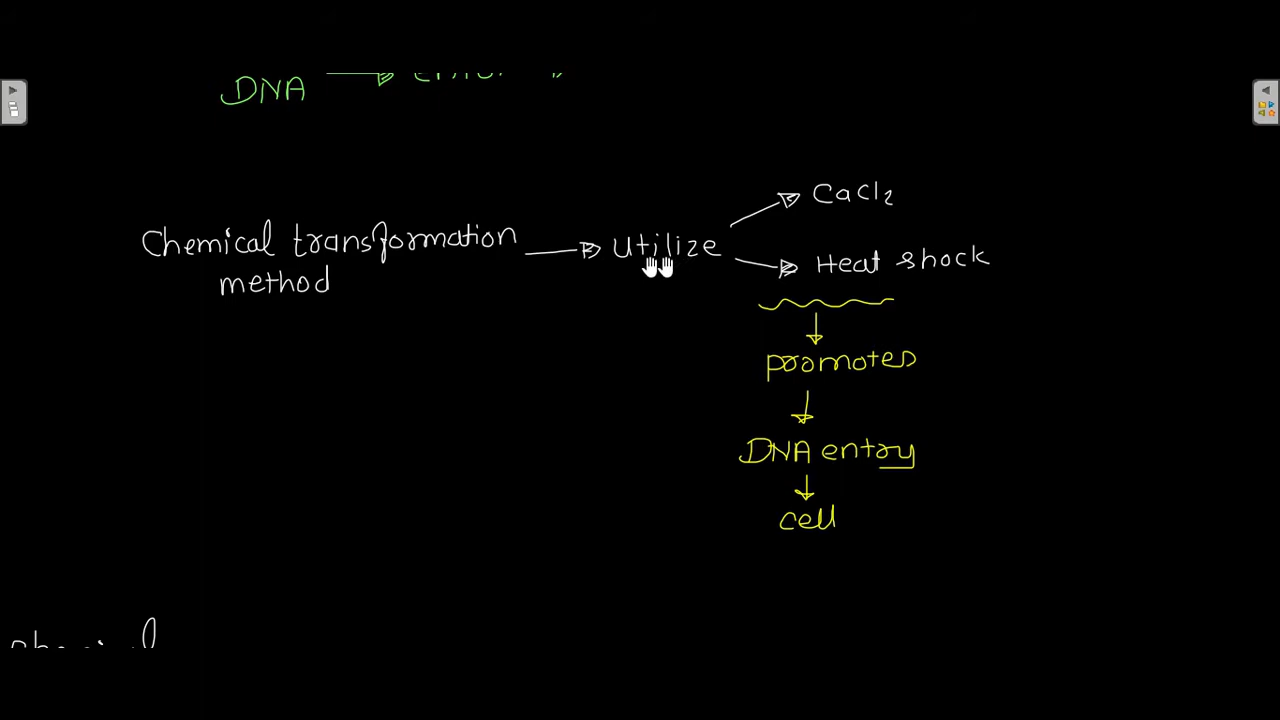 DNA
CaCl2
Chemical transformation
Utilize
method
Heat shock
promotes
DNA entry
cell